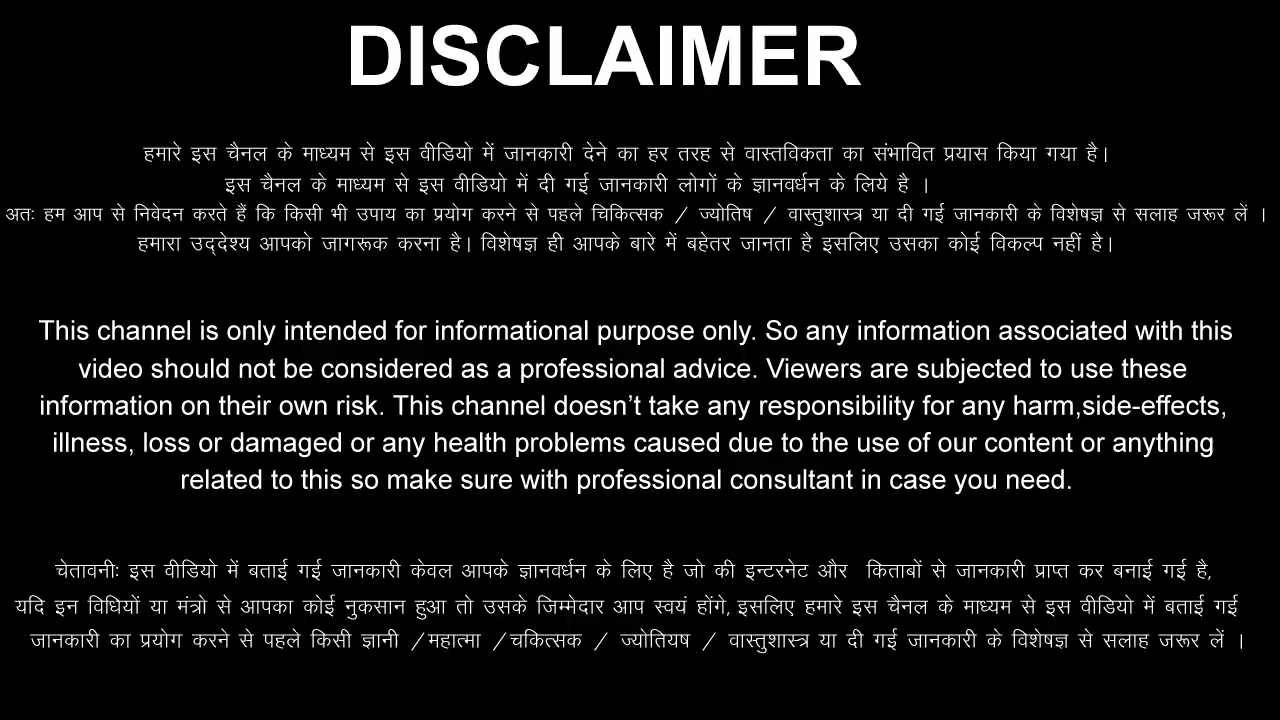 DISCLAIMER
हमारे इस चैनल के माध्यम से इस वीडियो में जानकारी देने का हर तरह से वास्तविकता का संभावित प्रयास किया गया है।
इस चैनल के माध्यम से इस वीडियो में दी गई जानकारी लोगों के ज्ञानवर्धन के लिये है ।
अतः हम आप से निवेदन करते हैं कि किसी भी उपाय का प्रयोग करने से पहले चिकित्सक / ज्योतिष / वास्तुशास्त्र या दी गई जानकारी के विशेषज्ञ से सलाह जरूर लें ।
हमारा उद्देश्य आपको जागरूक करना है। विशेषज्ञ ही आपके बारे में बहेतर जानता है इसलिए उसका कोई विकल्प नहीं है।
This channel is only intended for informational purpose only. So any information associated with this
video should not be considered as a professional advice. Viewers are subjected to use these
information on their own risk. This channel doesn’t take any responsibility for any harm,side-effects,
illness, loss or damaged or any health problems caused due to the use of our content or anything
related to this so make sure with professional consultant in case you need.
चेतावनीः इस वीडियो में बताई गई जानकारी केवल आपके ज्ञानवर्धन के लिए है जो की इन्टरनेट और किताबों से जानकारी प्राप्त कर बनाई गई है,
यदि इन विधियों या मंत्रो से आपका कोई नुकसान हुआ तो उसके जिम्मेदार आप स्वयं होंगे, इसलिए हमारे इस चैनल के माध्यम से इस वीडियो में बताई गई
जानकारी का प्रयोग करने से पहले किसी ज्ञानी /महात्मा /चकित्सक / ज्योतियष / वास्तुशास्त्र या दी गई जानकारी के विशेषज्ञ से सलाह जरूर लें ।